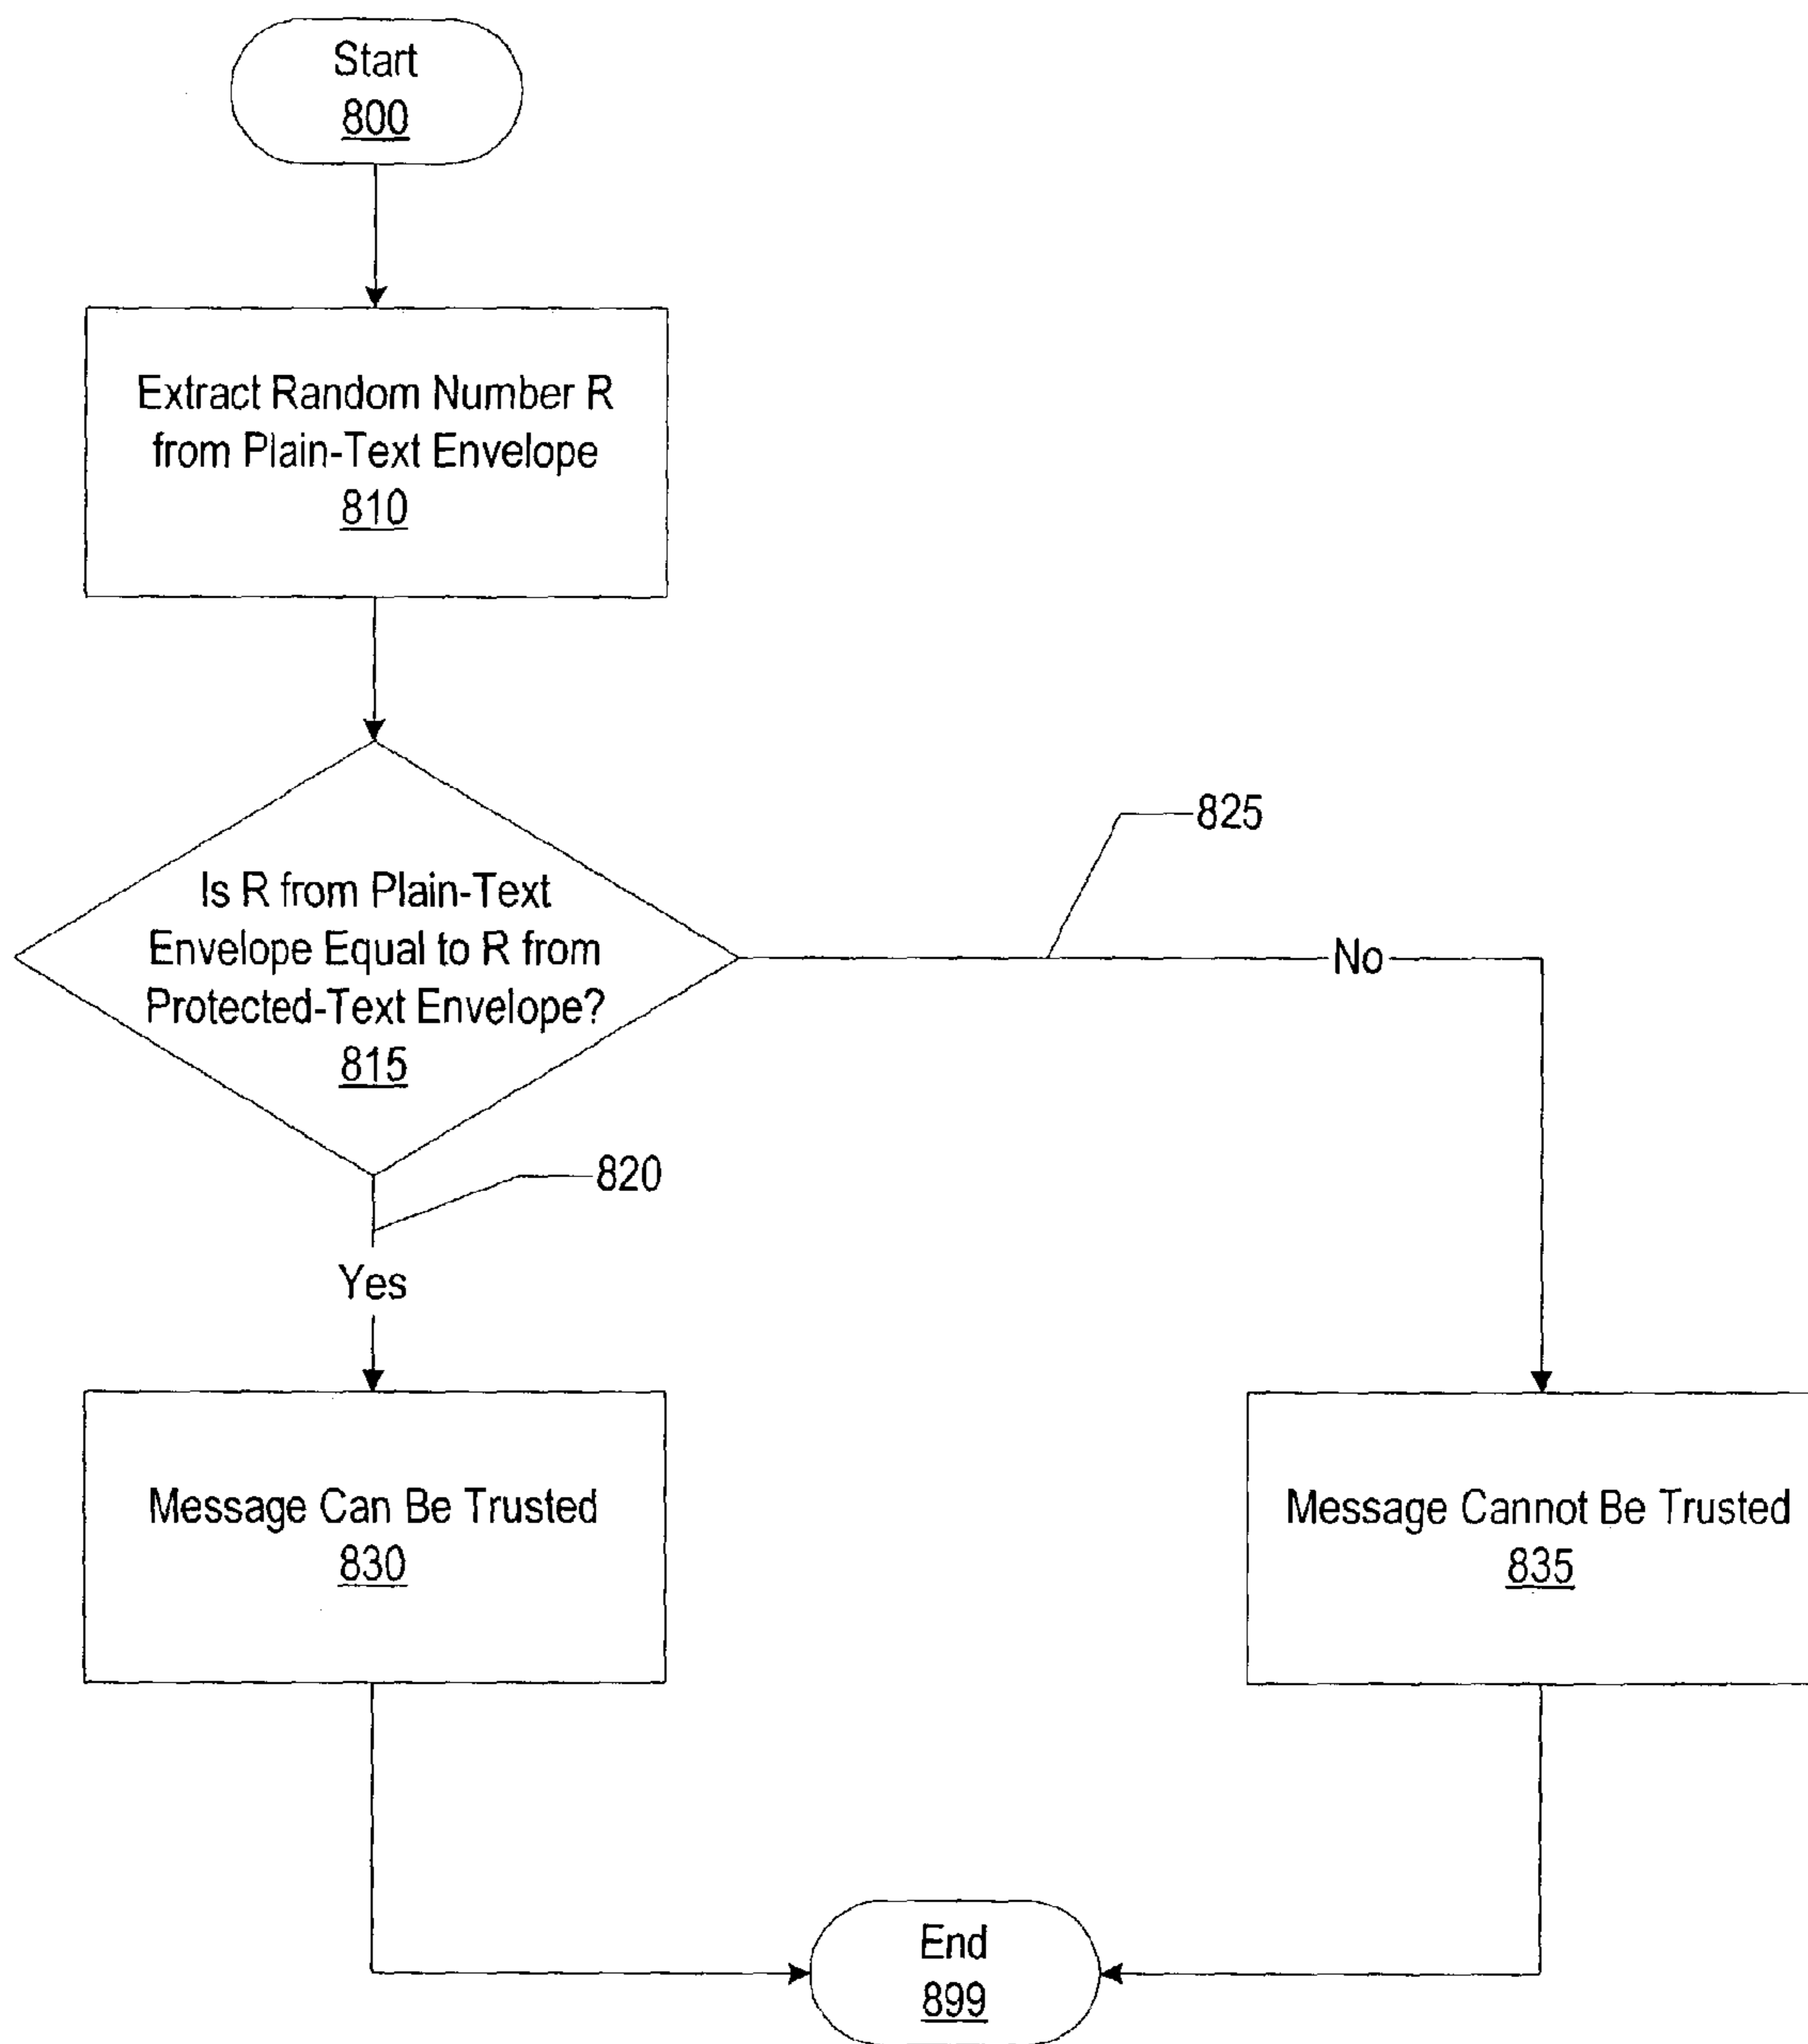 Start
800
Extract Random Number R
from Plain-Text Envelope
810
825
Is R from Plain-Text
Envelope Equal to R from
Protected-Text Envelope?
815
No
820
Yes
Message Can Be Trusted
830
Message Cannot Be Trusted
835
End
899